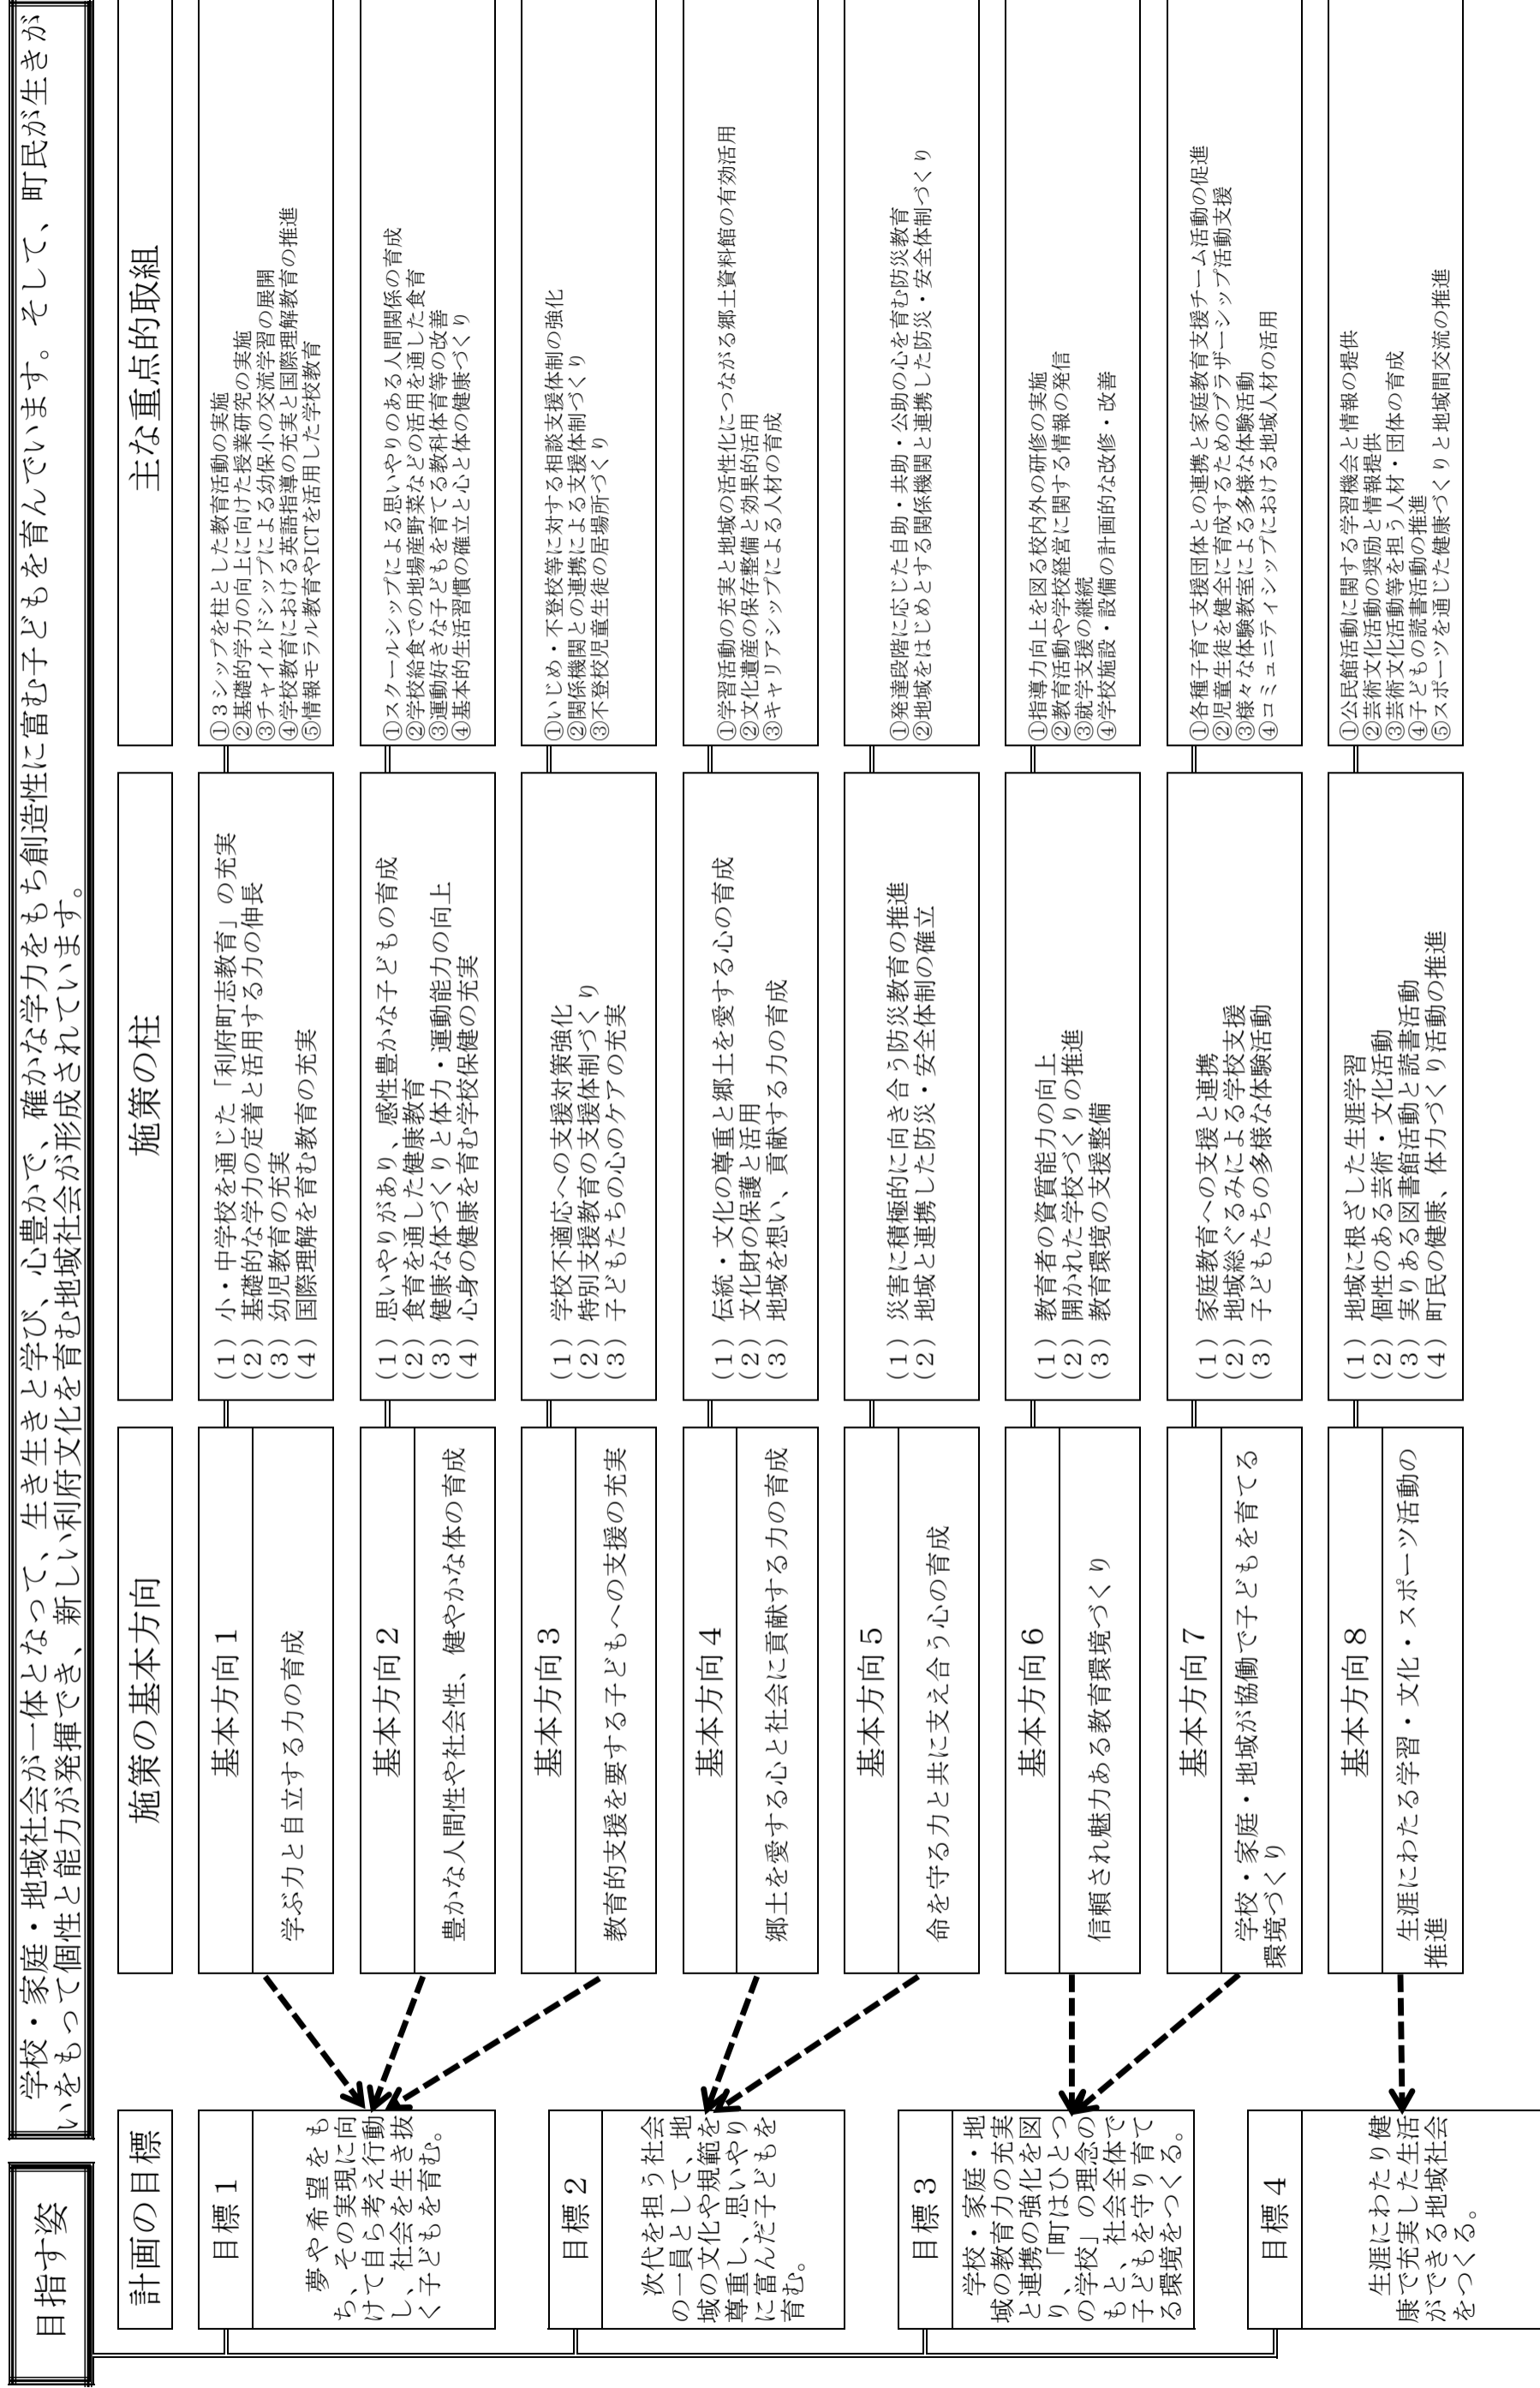 目指す姿
学校・家庭・地域社会が一体となって、生き生きと学び、心豊かで、確かな学力をもち創造性に富む子どもを育んでいます。そして、町民が生きが
いをもって個性と能力が発揮でき、新しい利府文化を育む地域社会が形成されています。
計画の目標
施策の基本方向
施策の柱
主な重点的取組
目標１
夢や希望をも
ち、その実現に向
けて自ら考え行動
し、社会を生き抜
く子どもを育む。
目標２
次代を担う社会
の一員として、地
域の文化や規範を
尊重し、思いやり
に富んだ子どもを
育む。
目標３
学校・家庭・地
域の教育力の充実
と連携の強化を図
り、「町はひとつ
の学校」の理念の
もと、社会全体で
子どもを守り育て
る環境をつくる。
目標４
生涯にわたり健
康で充実した生活
ができる地域社会
をつくる。
基本方向１
学ぶ力と自立する力の育成
（１）小・中学校を通じた「利府町志教育」の充実
（２）基礎的な学力の定着と活用する力の伸長
（３）幼児教育の充実
（４）国際理解を育む教育の充実
①３シップを柱とした教育活動の実施
②基礎的学力の向上に向けた授業研究の実施
③チャイルドシップによる幼保小の交流学習の展開
④学校教育における英語指導の充実と国際理解教育の推進
⑤情報モラル教育やICTを活用した学校教育
基本方向２
豊かな人間性や社会性、健やかな体の育成
（１）思いやりがあり、感性豊かな子どもの育成
（２）食育を通した健康教育
（３）健康な体づくりと体力・運動能力の向上
（４）心身の健康を育む学校保健の充実
①スクールシップによる思いやりのある人間関係の育成
②学校給食での地場産野菜などの活用を通した食育
③運動好きな子どもを育てる教科体育等の改善
④基本的生活習慣の確立と心と体の健康づくり
基本方向３
教育的支援を要する子どもへの支援の充実
（１）学校不適応への支援対策強化
（２）特別支援教育の支援体制づくり
（３）子どもたちの心のケアの充実
①いじめ・不登校等に対する相談支援体制の強化
②関係機関との連携による支援体制づくり
③不登校児童生徒の居場所づくり
基本方向４
郷土を愛する心と社会に貢献する力の育成
（１）伝統・文化の尊重と郷土を愛する心の育成
（２）文化財の保護と活用
（３）地域を想い、貢献する力の育成
①学習活動の充実と地域の活性化につながる郷土資料館の有効活用
②文化遺産の保存整備と効果的活用
③キャリアシップによる人材の育成
基本方向５
命を守る力と共に支え合う心の育成
（１）災害に積極的に向き合う防災教育の推進
（２）地域と連携した防災・安全体制の確立
①発達段階に応じた自助・共助・公助の心を育む防災教育
②地域をはじめとする関係機関と連携した防災・安全体制づくり
基本方向６
信頼され魅力ある教育環境づくり
（１）教育者の資質能力の向上
（２）開かれた学校づくりの推進
（３）教育環境の支援整備
①指導力向上を図る校内外の研修の実施
②教育活動や学校経営に関する情報の発信
③就学支援の継続
④学校施設・設備の計画的な改修・改善
基本方向７
学校・家庭・地域が協働で子どもを育てる
環境づくり
（１）家庭教育への支援と連携
（２）地域総ぐるみによる学校支援
（３）子どもたちの多様な体験活動
①各種子育て支援団体との連携と家庭教育支援チーム活動の促進
②児童生徒を健全に育成するためのブラザーシップ活動支援
③様々な体験教室による多様な体験活動
④コミュニティシップにおける地域人材の活用
基本方向８
生涯にわたる学習・文化・スポーツ活動の
推進
（１）地域に根ざした生涯学習
（２）個性のある芸術・文化活動
（３）実りある図書館活動と読書活動
（４）町民の健康、体力づくり活動の推進
①公民館活動に関する学習機会と情報の提供
②芸術文化活動の奨励と情報提供
③芸術文化活動等を担う人材・団体の育成
④子どもの読書活動の推進
⑤スポーツを通じた健康づくりと地域間交流の推進